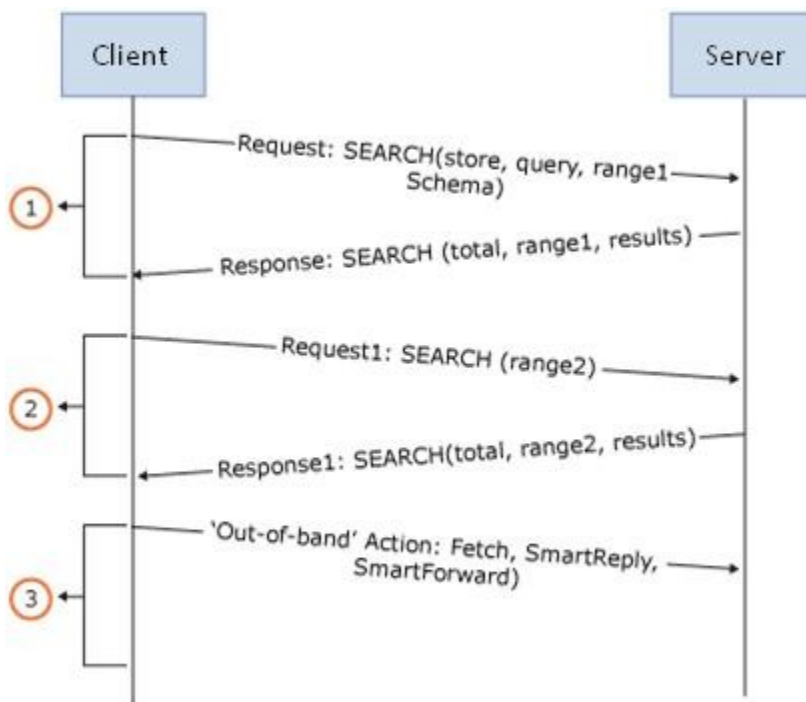 Client
Server
Request: SEARCH(store, query, range1
Schema)
1
Response: SEARCH (total, range1, results)
Request1: SEARCH (range2)
2
Response1: SEARCH(total, range2, results)
‘Out-of-band’ Action: Fetch, SmartReply,
SmartForward)
3